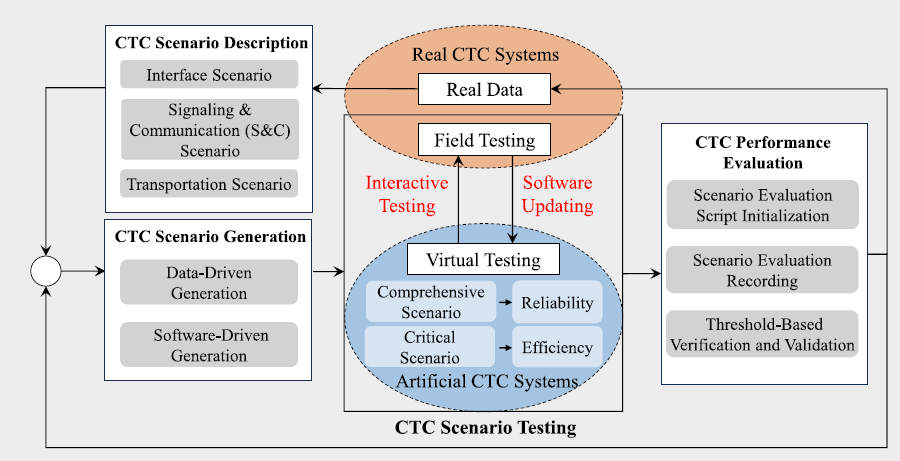 CTC Scenario Description
Interface Scenario
Signaling &
Communication (S&C)
Scenario
Transportation Scenario
CTC Scenario Generation
Data-Driven
Generation
Software-Driven
Generation
Real CTC Systems
Real Data
Field Testing
Interactive
Testing
Software
Updating
Virtual Testing
Comprehensive
Scenario
Reliability
Critical
Scenario
Efficiency
Artificial CTC Systems
CTC Scenario Testing
CTC Performance
Evaluation
Scenario Evaluation
Script Initialization
Scenario Evaluation
Recording
Threshold-Based
Verification and Validation